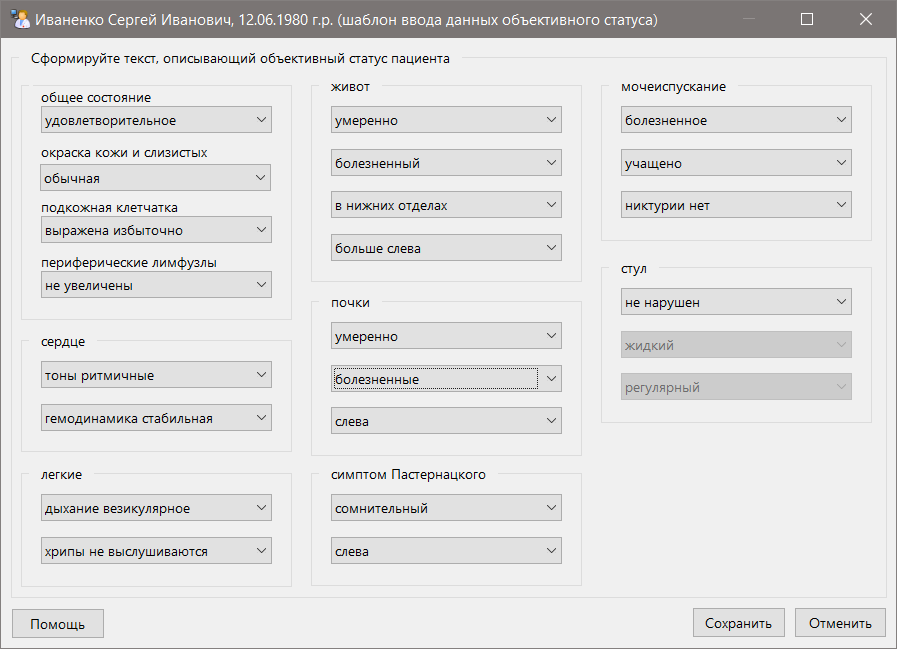 Иваненко Сергей Иванович, 12.06.1980 г.р. (шаблон ввода данных объективного статуса)
Сформируйте текст, описывающий объективный статус пациента
общее состояние
удовлетворительное
окраска кожи и слизистых
обычная
подкожная клетчатка
выражена избыточно
периферические лимфузлы
не увеличены
сердце
тоны ритмичные
гемодинамика стабильная
легкие
дыхание везикулярное
хрипы не выслушиваются
живот
умеренно
болезненный
в нижних отделах
больше слева
почки
умеренно
болезненные
слева
симптом Пастернацкого
сомнительный
слева
мочеиспускание
болезненное
учащено
никтурии нет
стул
не нарушен
жидкий
регулярный
Помощь
Сохранить
Отменить